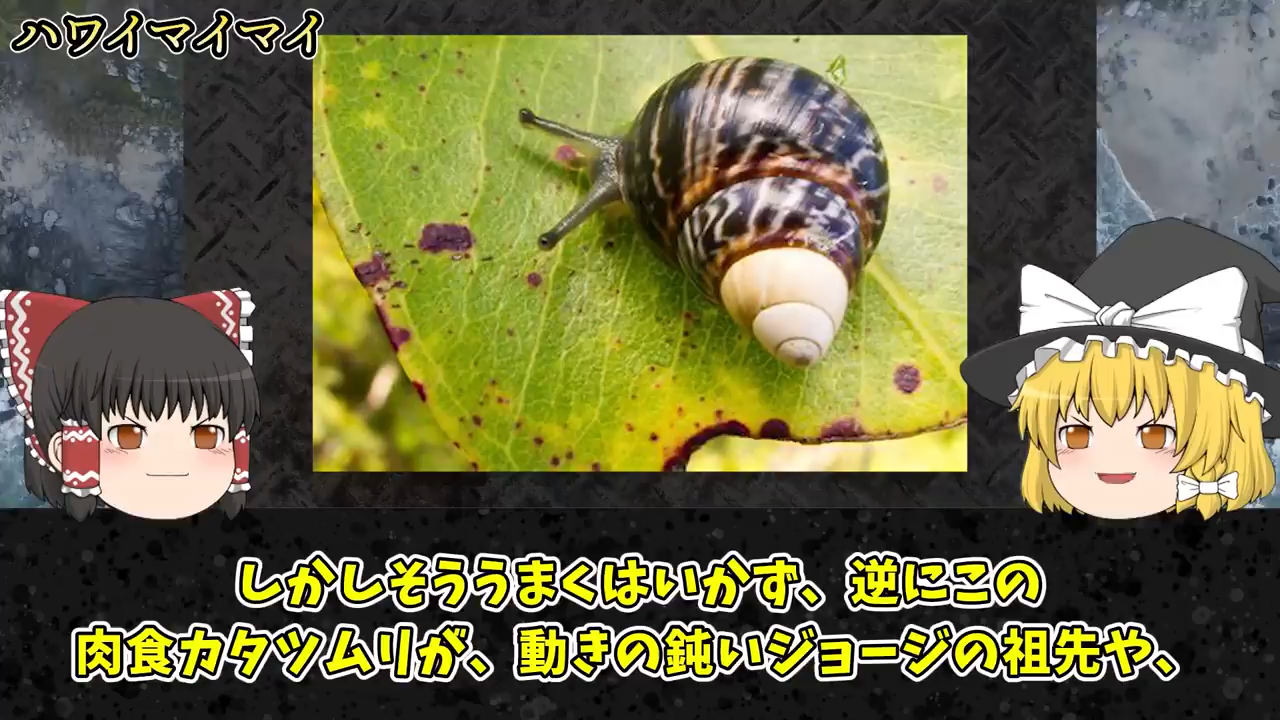 ハワイマイマイ
しかしそううまくはいかず、逆にこの
肉食カタツムリが、動きの鈍いジョージの祖先や、